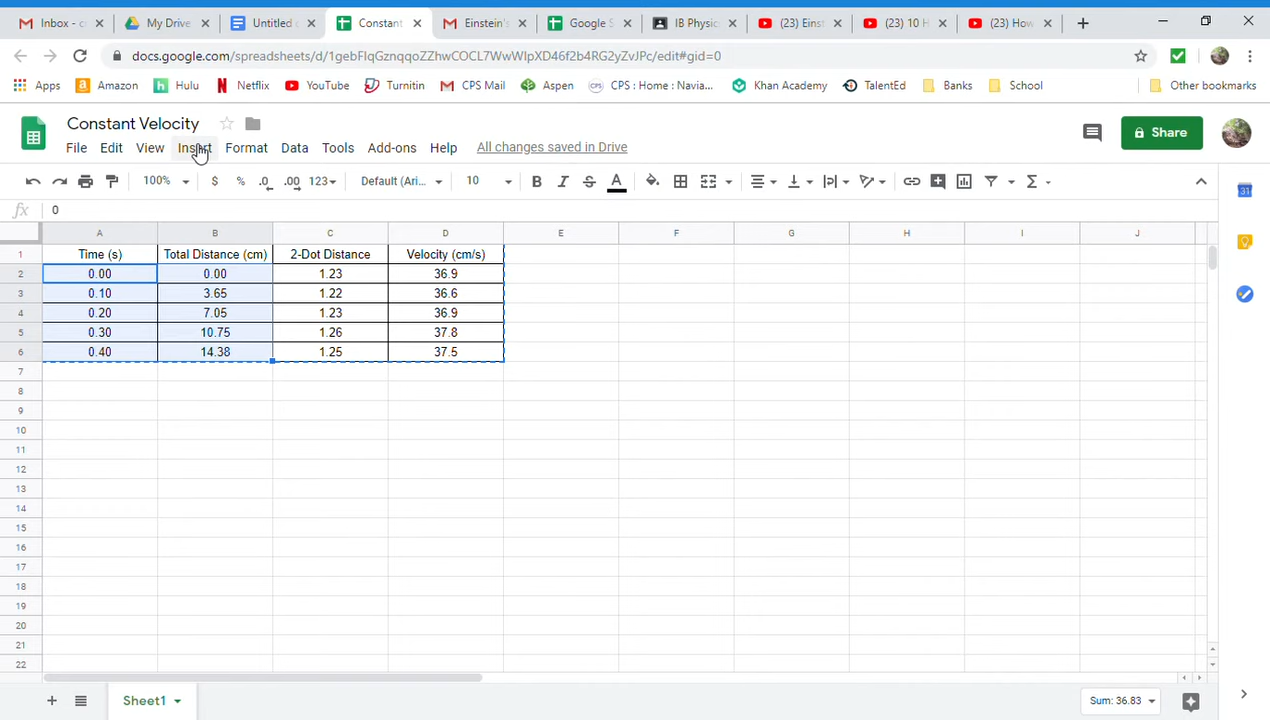 Inbox - c
My Drive
Untitled
Constant
Einstein's
Google S
IB Physic
(23) Einst
(23) 10 H
(23) How
docs.google.com/spreadsheets/d/1gebFIqGznqqoZZhwCOCL7WwWlpXD46f2b4RG2yZvJPc/edit#gid=0
Apps Amazon Hulu Netflix YouTube Turnitin CPS Mail Aspen CPS : Home : Navia... Khan Academy TalentEd Banks School Other bookmarks
Constant Velocity
File Edit View Insert Format Data Tools Add-ons Help All changes saved in Drive
Share
100% $ % .0 .00 123 Default (Ari... 10 B I S A Σ
31
fx 0
A B C D E F G H I J
1 Time (s) Total Distance (cm) 2-Dot Distance Velocity (cm/s)
2 0.00 0.00 1.23 36.9
3 0.10 3.65 1.22 36.6
4 0.20 7.05 1.23 36.9
5 0.30 10.75 1.26 37.8
6 0.40 14.38 1.25 37.5
7
8
9
10
11
12
13
14
15
16
17
18
19
20
21
22
Sheet1
Sum: 36.83